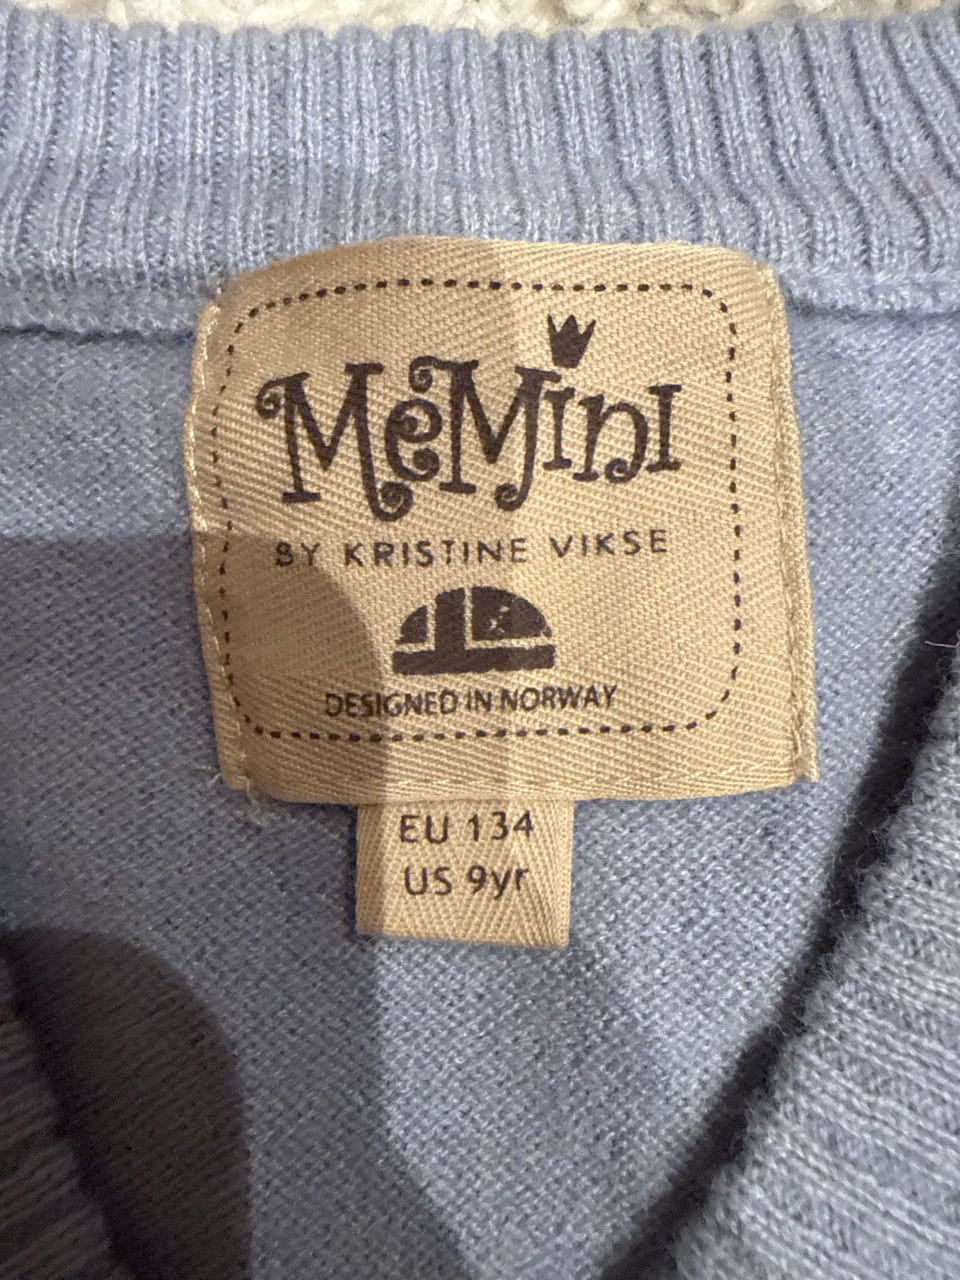 MeMini
BY KRISTINE VIKSE
DESIGNED IN NORWAY
EU 134
US 9yr